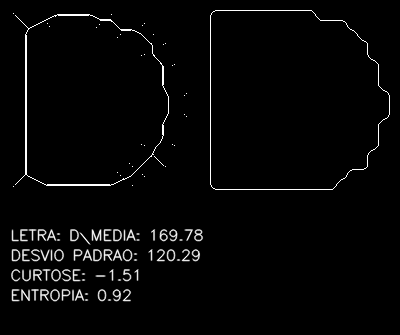 LETRA: D\MEDIA: 169.78
DESVIO PADRAO: 120.29
CURTOSE: -1.51
ENTROPIA: 0.92